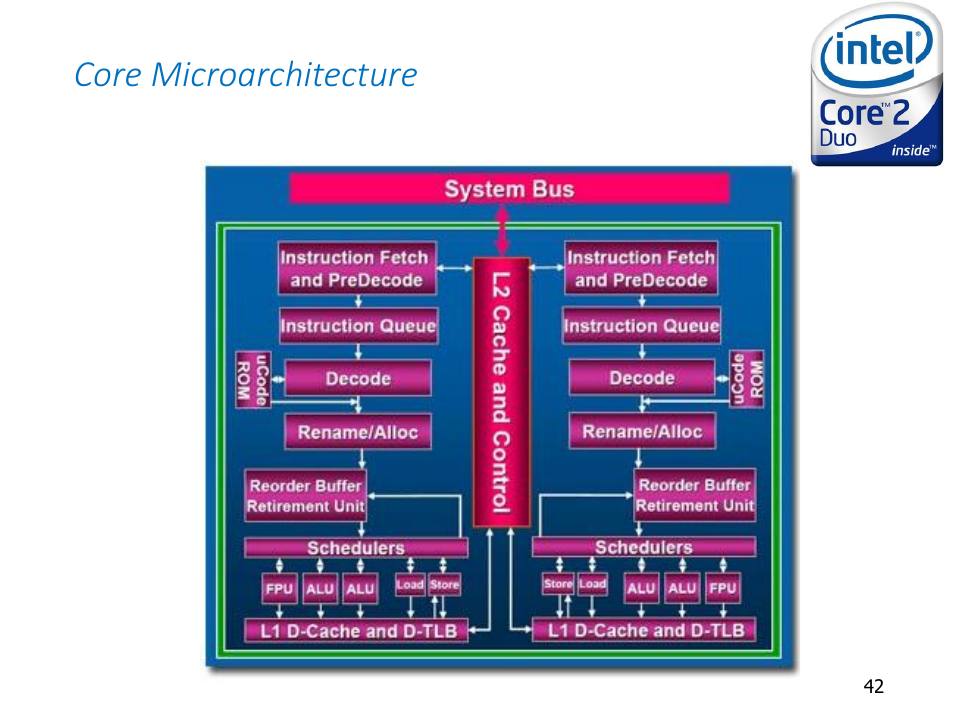 Core Microarchitecture
intel®
Core™2
Duo
inside™
System Bus
Instruction Fetch
and PreDecode
Instruction Queue
uCode
ROM
Decode
Rename/Alloc
Reorder Buffer
Retirement Unit
Schedulers
FPU
ALU
ALU
Load
Store
L1 D-Cache and D-TLB
L2 Cache and Control
Instruction Fetch
and PreDecode
Instruction Queue
Decode
uCode
ROM
Rename/Alloc
Reorder Buffer
Retirement Unit
Schedulers
Store
Load
ALU
ALU
FPU
L1 D-Cache and D-TLB
42